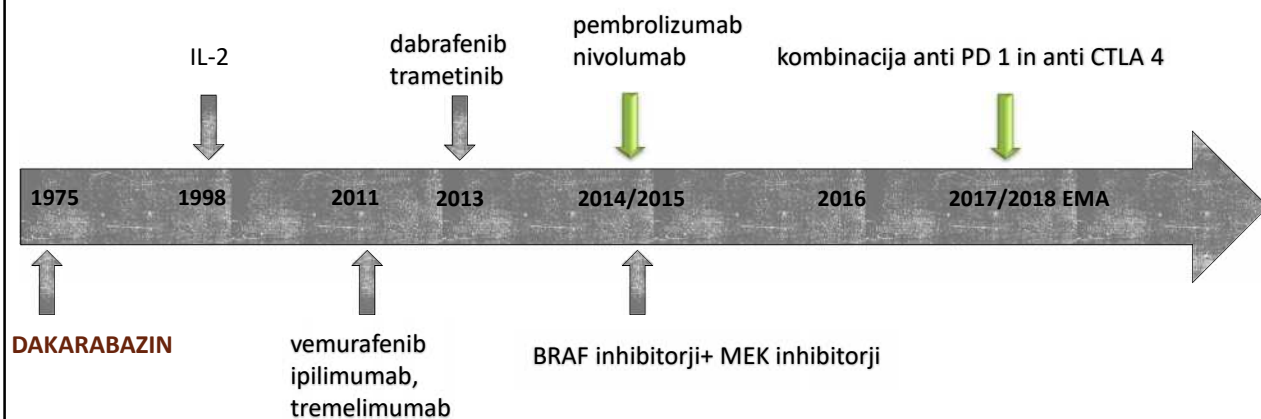 IL-2
dabrafenib
trametinib
pembrolizumab
nivolumab
kombinacija anti PD 1 in anti CTLA 4
1975
1998
2011
2013
2014/2015
2016
2017/2018 EMA
DAKARABAZIN
vemurafenib
ipilimumab,
tremelimumab
BRAF inhibitorji+ MEK inhibitorji